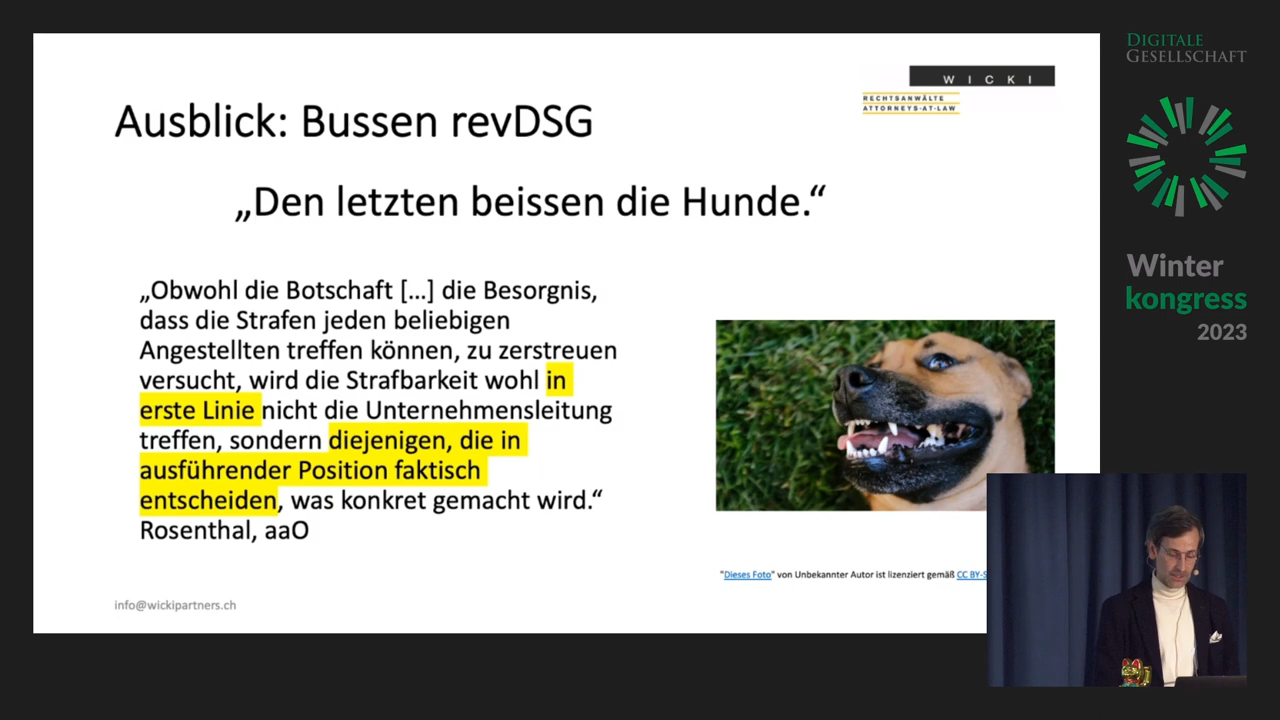 WICKI
RECHTSANWÄLTE
ATTORNEYS-AT-LAW
Ausblick: Bussen revDSG
„Den letzten beissen die Hunde.“
„Obwohl die Botschaft [...] die Besorgnis,
dass die Strafen jeden beliebigen
Angestellten treffen können, zu zerstreuen
versucht, wird die Strafbarkeit wohl in
erste Linie nicht die Unternehmensleitung
treffen, sondern diejenigen, die in
ausführender Position faktisch
entscheiden, was konkret gemacht wird.“
Rosenthal, aaO
"Dieses Foto" von Unbekannter Autor ist lizenziert gemäß CC BY-S
info@wickipartners.ch
DIGITALE
GESELLSCHAFT
Winter
kongress
2023